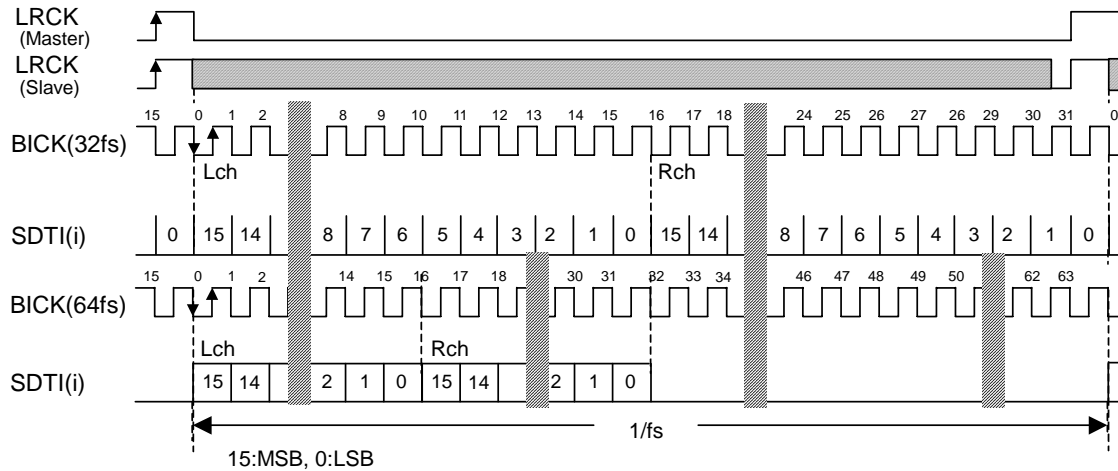 LRCK
(Master)
LRCK
(Slave)
15 0 1 2 8 9 10 11 12 13 14 15 16 17 18 24 25 26 27 26 29 30 31 0
BICK(32fs)
Lch Rch
SDTI(i) 0 15 14 8 7 6 5 4 3 2 1 0 15 14 8 7 6 5 4 3 2 1 0
15 0 1 2 14 15 16 17 18 30 31 32 33 34 46 47 48 49 50 62 63
BICK(64fs)
Lch Rch
SDTI(i) 15 14 2 1 0 15 14 2 1 0
1/fs
15:MSB, 0:LSB